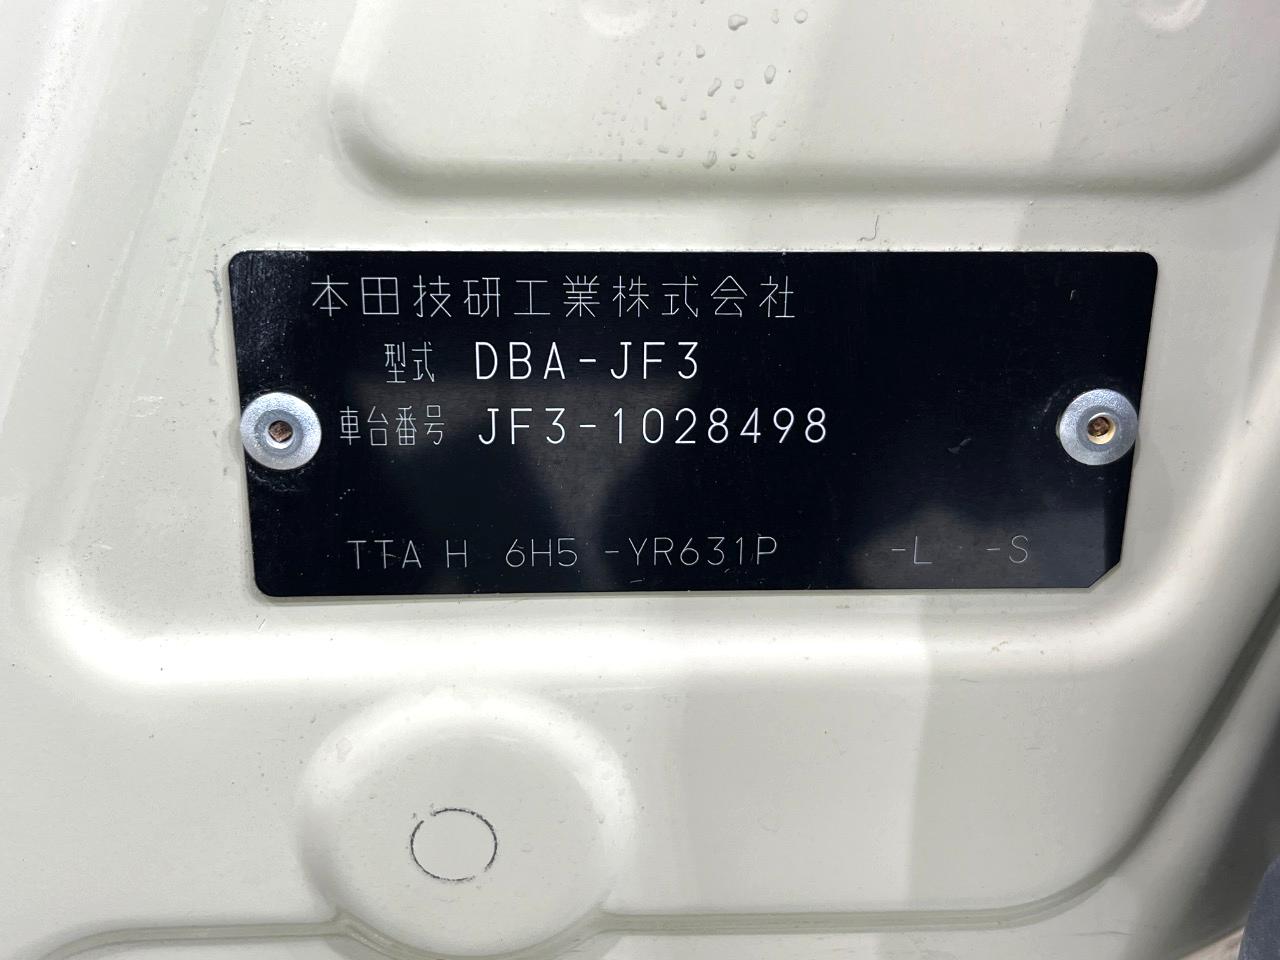 本田技研工業株式会社
型式 DBA-JF3
車台番号 JF3-1028498
TTA H 6H5 -YR631P -L -S